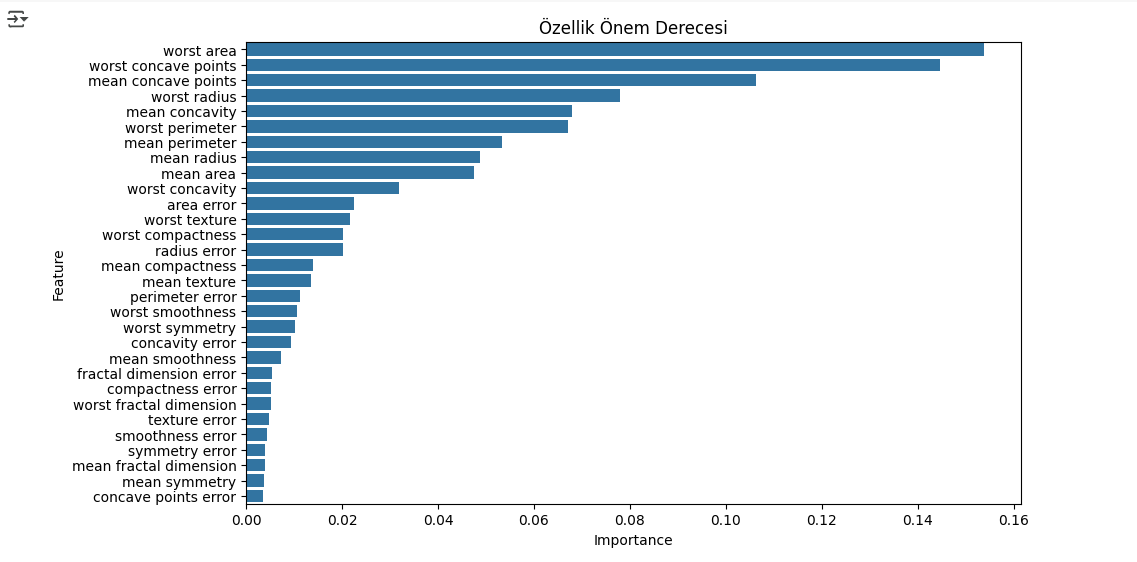 Özellik Önem Derecesi
worst area
worst concave points
mean concave points
worst radius
mean concavity
worst perimeter
mean perimeter
mean radius
mean area
worst concavity
area error
worst texture
worst compactness
radius error
mean compactness
mean texture
perimeter error
worst smoothness
worst symmetry
concavity error
mean smoothness
fractal dimension error
compactness error
worst fractal dimension
texture error
smoothness error
symmetry error
mean fractal dimension
mean symmetry
concave points error
Feature
0.00 0.02 0.04 0.06 0.08 0.10 0.12 0.14 0.16
Importance